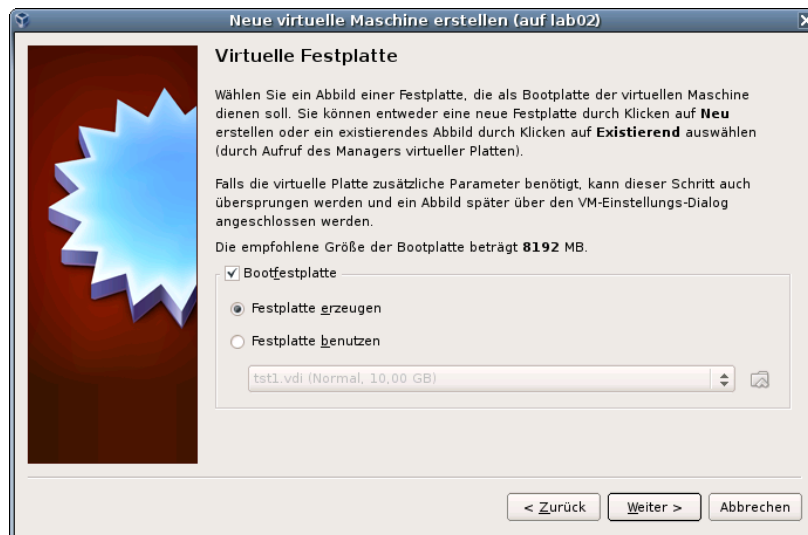 Neue virtuelle Maschine erstellen (auf lab02)
Virtuelle Festplatte
Wählen Sie ein Abbild einer Festplatte, die als Bootplatte der virtuellen Maschine
dienen soll. Sie können entweder eine neue Festplatte durch Klicken auf Neu
erstellen oder ein existierendes Abbild durch Klicken auf Existierend auswählen
(durch Aufruf des Managers virtueller Platten).
Falls die virtuelle Platte zusätzliche Parameter benötigt, kann dieser Schritt auch
übersprungen werden und ein Abbild später über den VM-Einstellungs-Dialog
angeschlossen werden.
Die empfohlene Größe der Bootplatte beträgt 8192 MB.
Bootfestplatte
Festplatte erzeugen
Festplatte benutzen
tst1.vdi (Normal, 10,00 GB)
< Zurück Weiter > Abbrechen